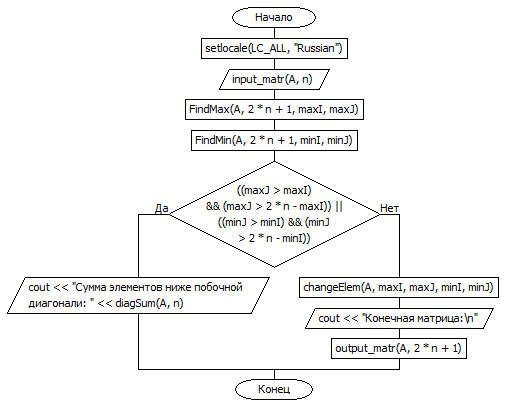 Начало
setlocale(LC_ALL, "Russian")
input_matr(A, n)
FindMax(A, 2 * n + 1, maxI, maxJ)
FindMin(A, 2 * n + 1, minI, minJ)
((maxJ > maxI)
&& (maxJ > 2 * n - maxI)) ||
((minJ > minI) && (minJ
> 2 * n - minI))
Да
Нет
cout << "Сумма элементов ниже побочной
диагонали: " << diagSum(A, n)
changeElem(A, maxI, maxJ, minI, minJ)
cout << "Конечная матрица:\n"
output_matr(A, 2 * n + 1)
Конец